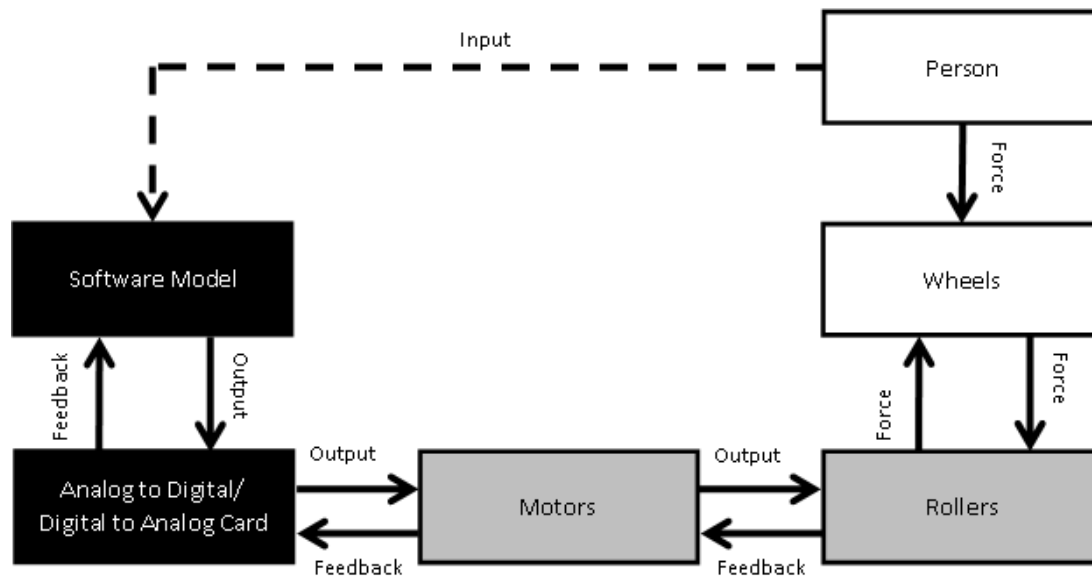 Input
Person
Force
Software Model
Wheels
Feedback
Output
Force
Force
Analog to Digital/
Digital to Analog Card
Output
Motors
Output
Rollers
Feedback
Feedback